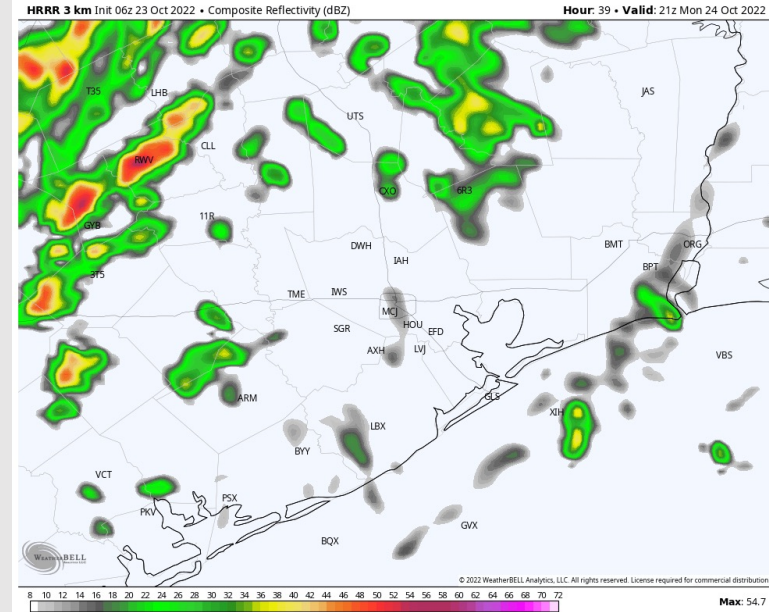 HRRR 3 km Init 06z 23 Oct 2022 • Composite Reflectivity (dBZ) Hour: 39 • Valid: 21z Mon 24 Oct 2022
T35 LHB UTS JAS
CLL
RWV
CXO 6R3
11R
GYB
DWH BMT ORG
IAH
BPT
3T5
TME IWS
MCJ
SGR HOU EFD
AXH LVJ VBS
ARM GLS
XIH
LBX
BYY
VCT
PSX
PKV
GVX
BQX
WEATHERBELL
© 2022 WeatherBELL Analytics, LLC. All rights reserved. License required for commercial distribution
8 10 12 14 16 18 20 22 24 26 28 30 32 34 36 38 40 42 44 46 48 50 52 54 56 58 60 62 64 66 68 70 72 Max: 54.7